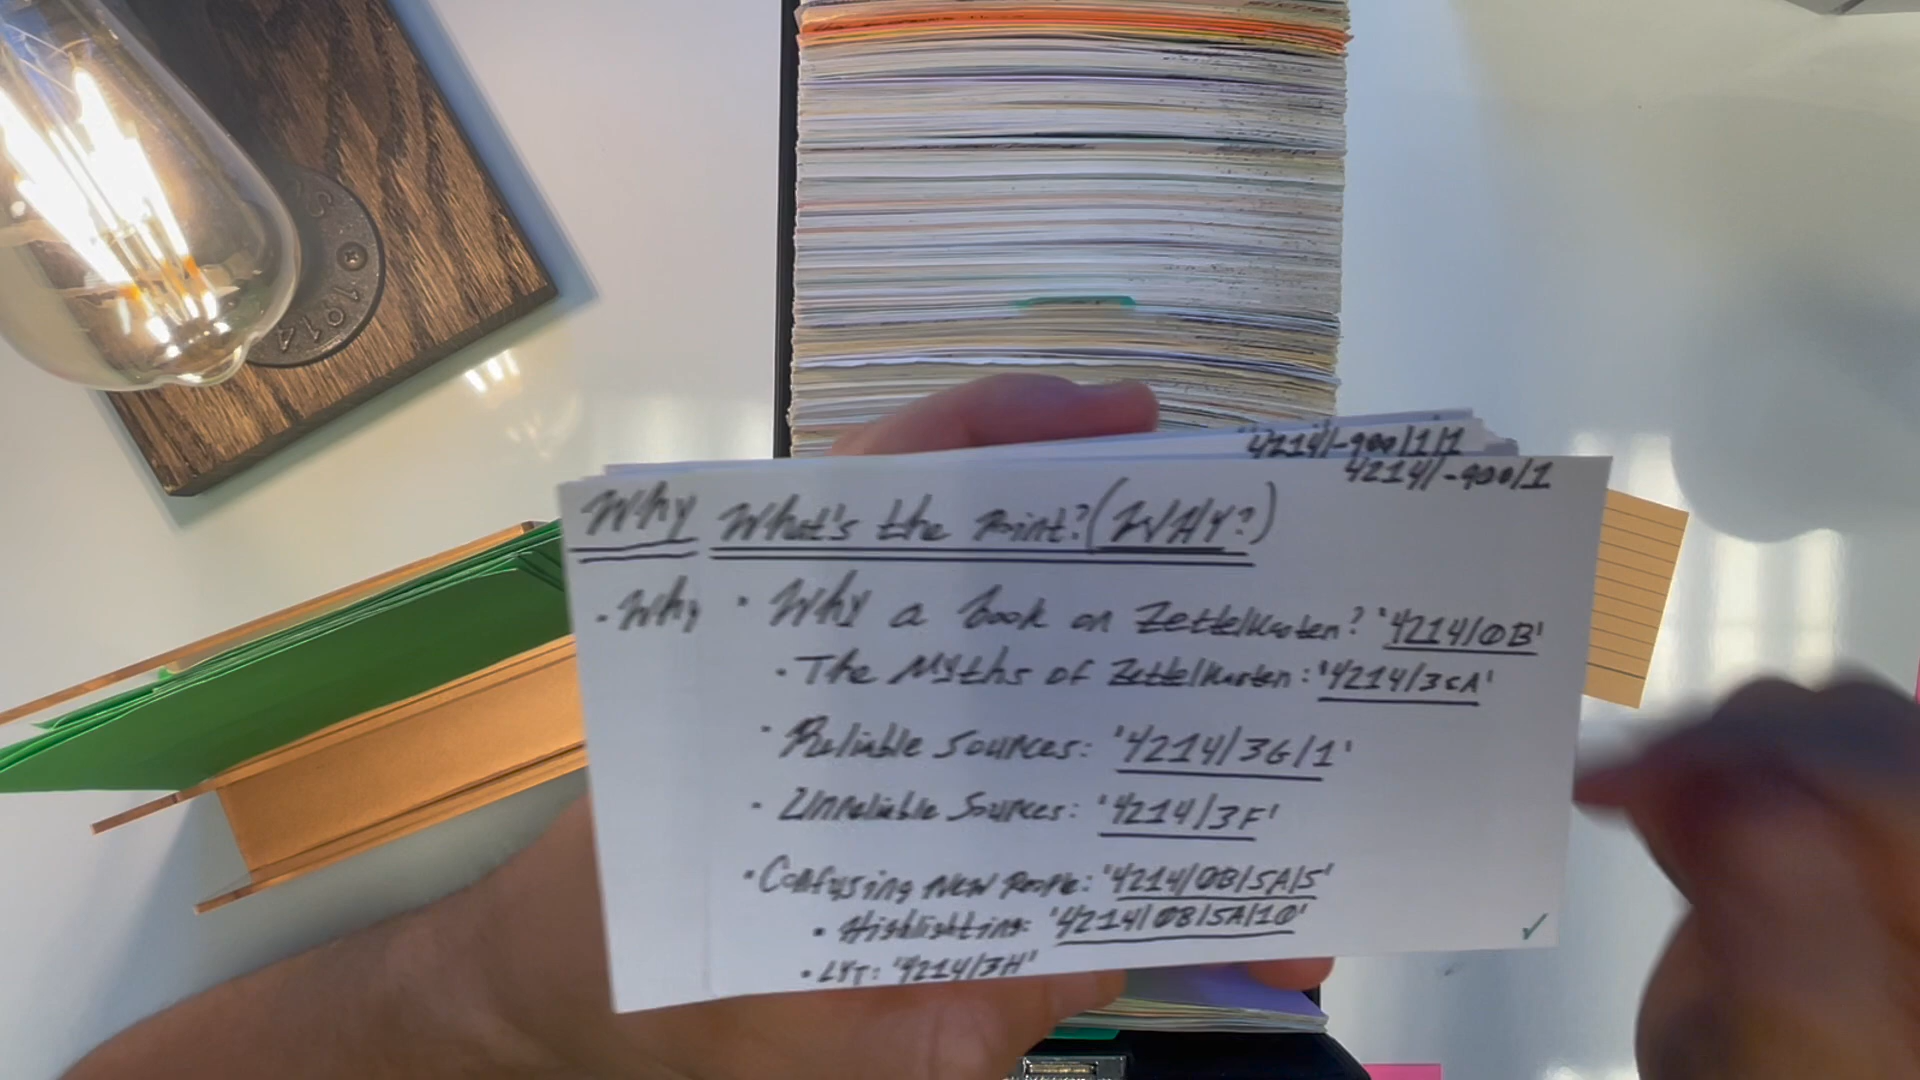 4214/-900/1/1
4214/-900/1
Why What's the Point? (WHY?)
• Why • Why a book on Zettelkasten? '4214/0B'
• The Myths of Zettelkasten: '4214/3CA'
• Reliable Sources: '4214/3G/1'
• Unreliable Sources: '4214/3F'
• Confusing New People: '4214/0B/5A/5'
• Highlighting: '4214/0B/5A/10'
• LYT: '4214/3H'
✓
1914